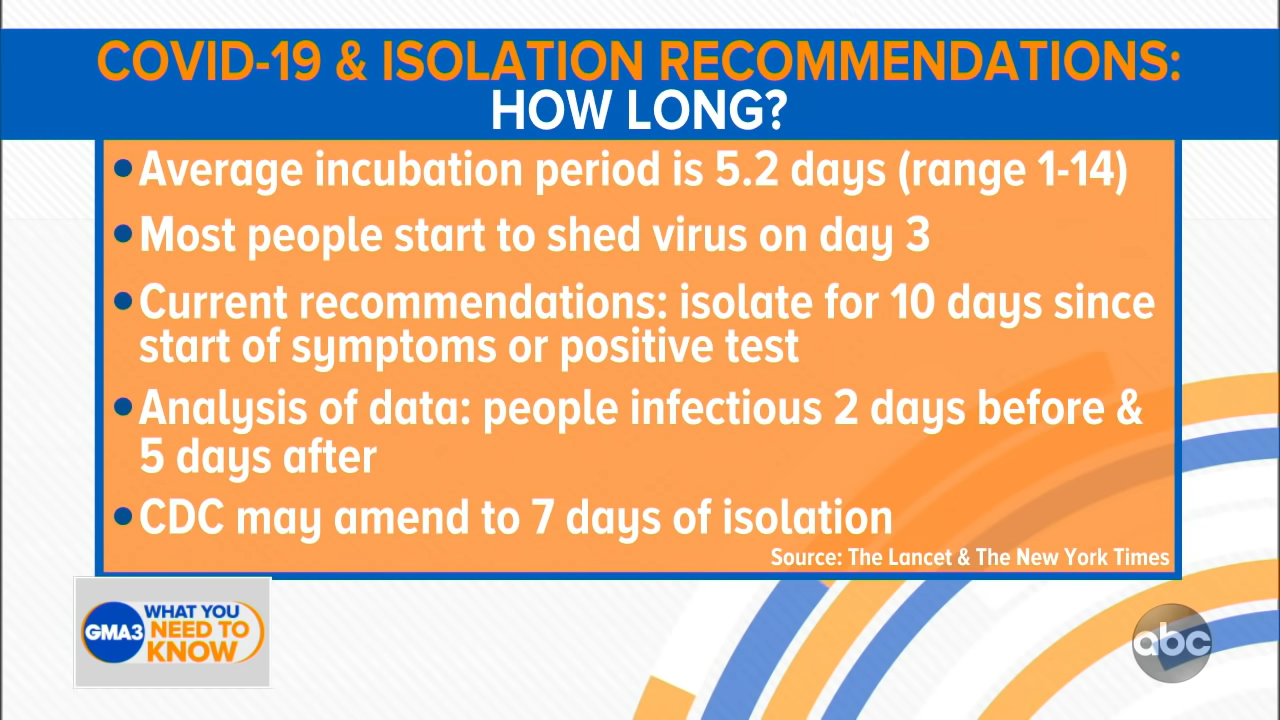 COVID-19 & ISOLATION RECOMMENDATIONS:
HOW LONG?
• Average incubation period is 5.2 days (range 1-14)
• Most people start to shed virus on day 3
• Current recommendations: isolate for 10 days since
start of symptoms or positive test
• Analysis of data: people infectious 2 days before &
5 days after
• CDC may amend to 7 days of isolation
Source: The Lancet & The New York Times
GMA3
WHAT YOU
NEED TO
KNOW
abc